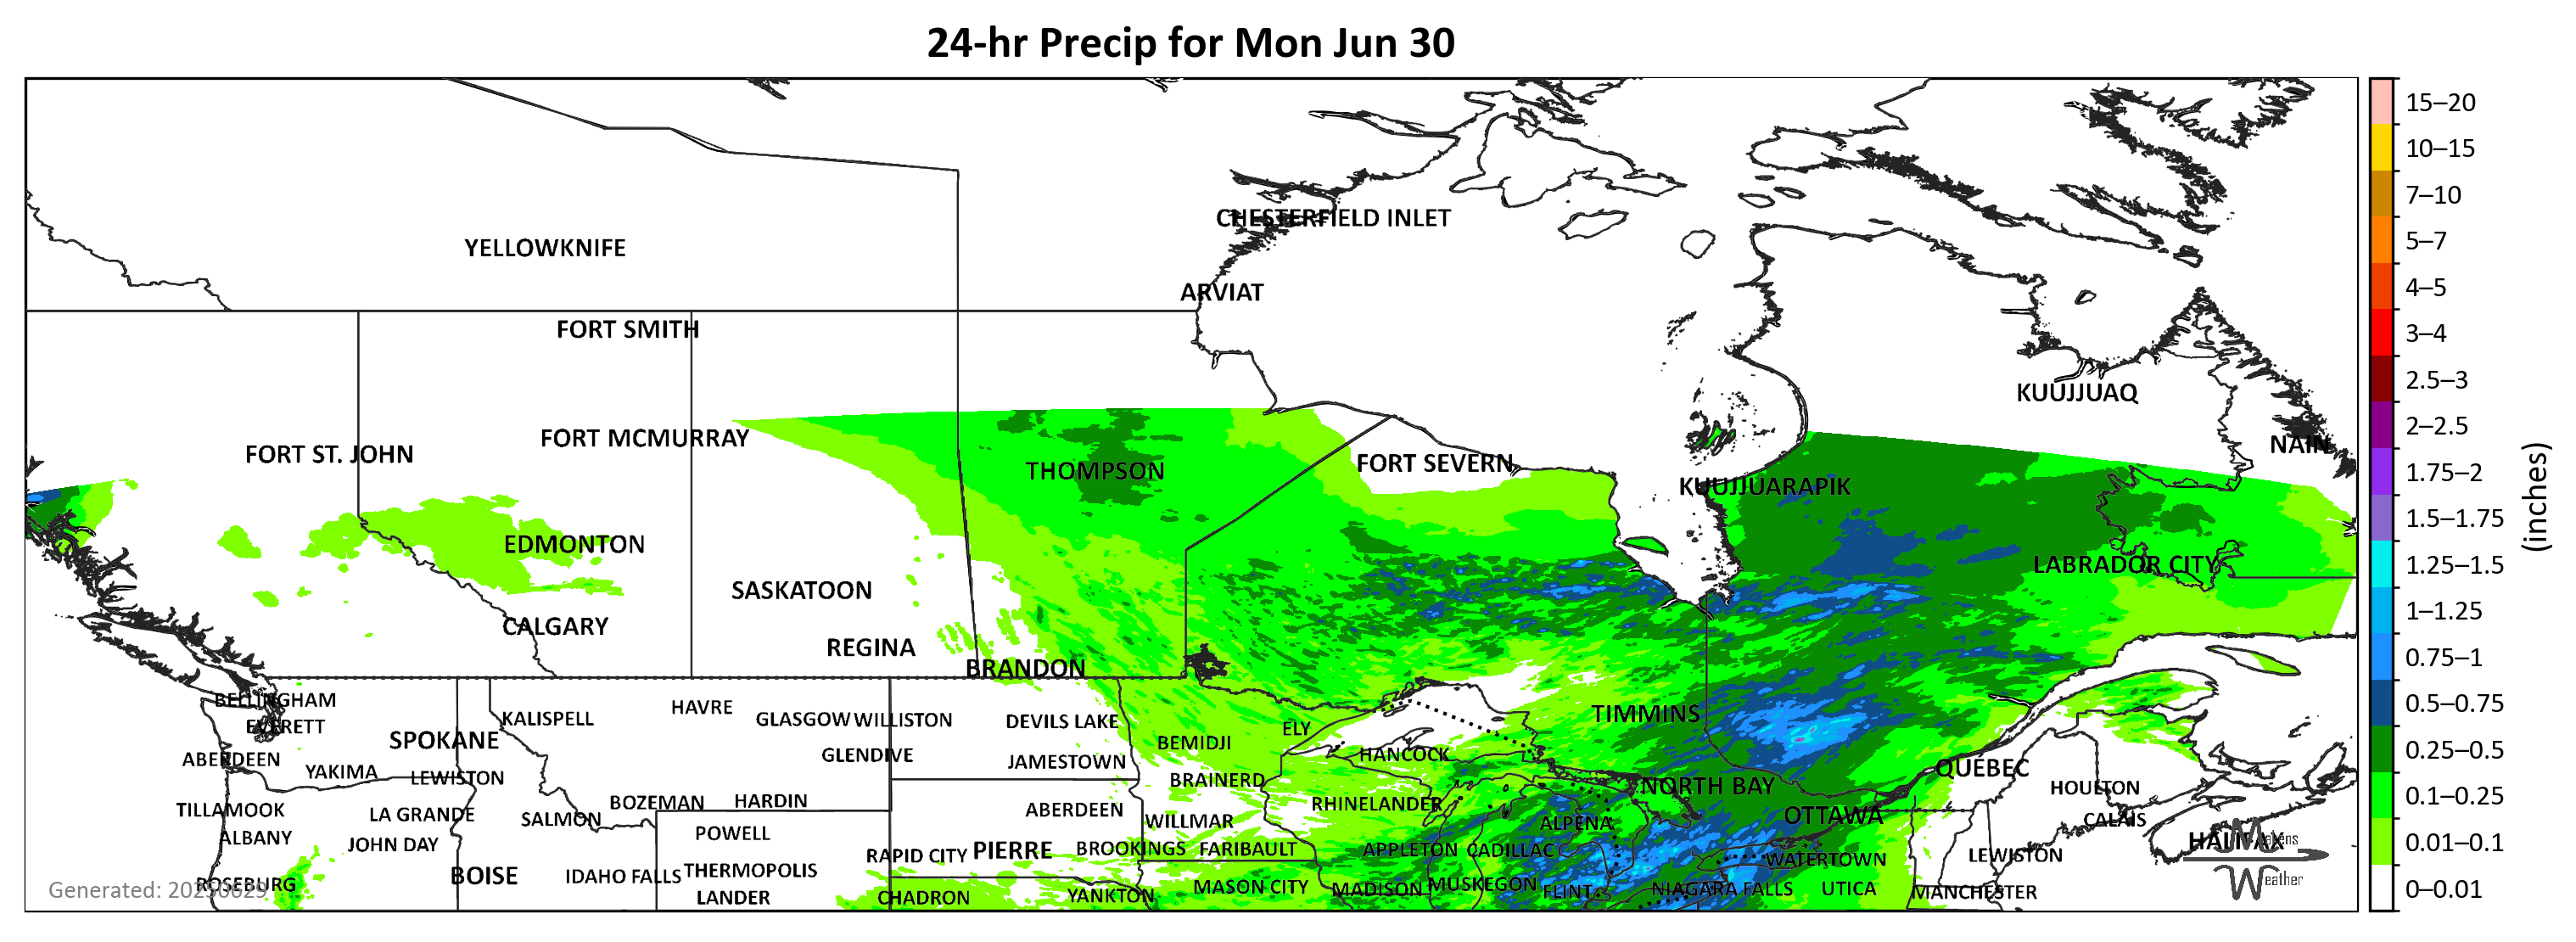 24-hr Precip for Mon Jun 30
CHESTERFIELD INLET
YELLOWKNIFE
ARVIAT
FORT SMITH
KUUJJUAQ
FORT MCMURRAY
NAIN
FORT ST. JOHN
THOMPSON
FORT SEVERN
KUUJJUARAPIK
EDMONTON
LABRADOR CITY
SASKATOON
CALGARY
REGINA
BRANDON
BELLINGHAM
HAVRE
KALISPELL
GLASGOW WILLISTON
DEVILS LAKE
TIMMINS
EVERETT
ELY
SPOKANE
BEMIDJI
ABERDEEN
GLENDIVE
JAMESTOWN
HANCOCK
QUÉBEC
YAKIMA
LEWISTON
BRAINERD
NORTH BAY
HOULTON
TILLAMOOK
LA GRANDE
SALMON
BOZEMAN
HARDIN
ABERDEEN
WILLMAR
RHINELANDER
ALPENA
OTTAWA
CALAIS
ALBANY
JOHN DAY
POWELL
RAPID CITY
PIERRE
BROOKINGS
FARIBAULT
APPLETON
CADILLAC
WATERTOWN
LEWISTON
HALIFAX
ROSEBURG
BOISE
IDAHO FALLS
THERMOPOLIS
LANDER
CHADRON
YANKTON
MASON CITY
MADISON
MUSKEGON
FLINT
NIAGARA FALLS
UTICA
MANCHESTER
Generated: 20250629
Weather
15–20
10–15
7–10
5–7
4–5
3–4
2.5–3
2–2.5
1.75–2
1.5–1.75
1.25–1.5
1–1.25
0.75–1
0.5–0.75
0.25–0.5
0.1–0.25
0.01–0.1
0–0.01
(inches)